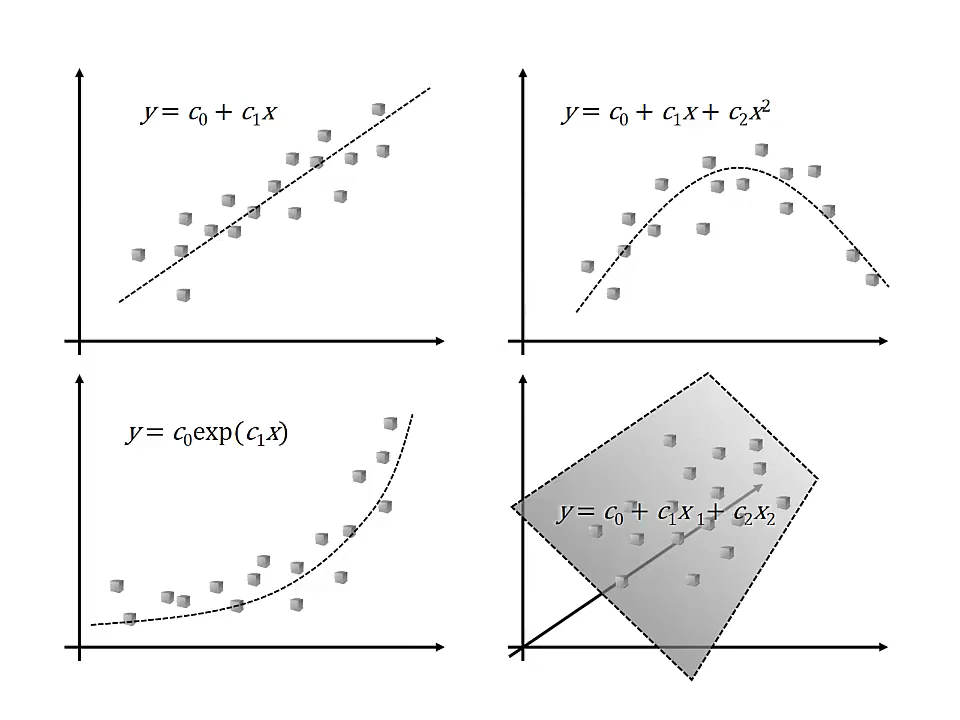 y = c₀ + c₁x
y = c₀ + c₁x + c₂x²
y = c₀exp(c₁x)
y = c₀ + c₁x₁ + c₂x₂